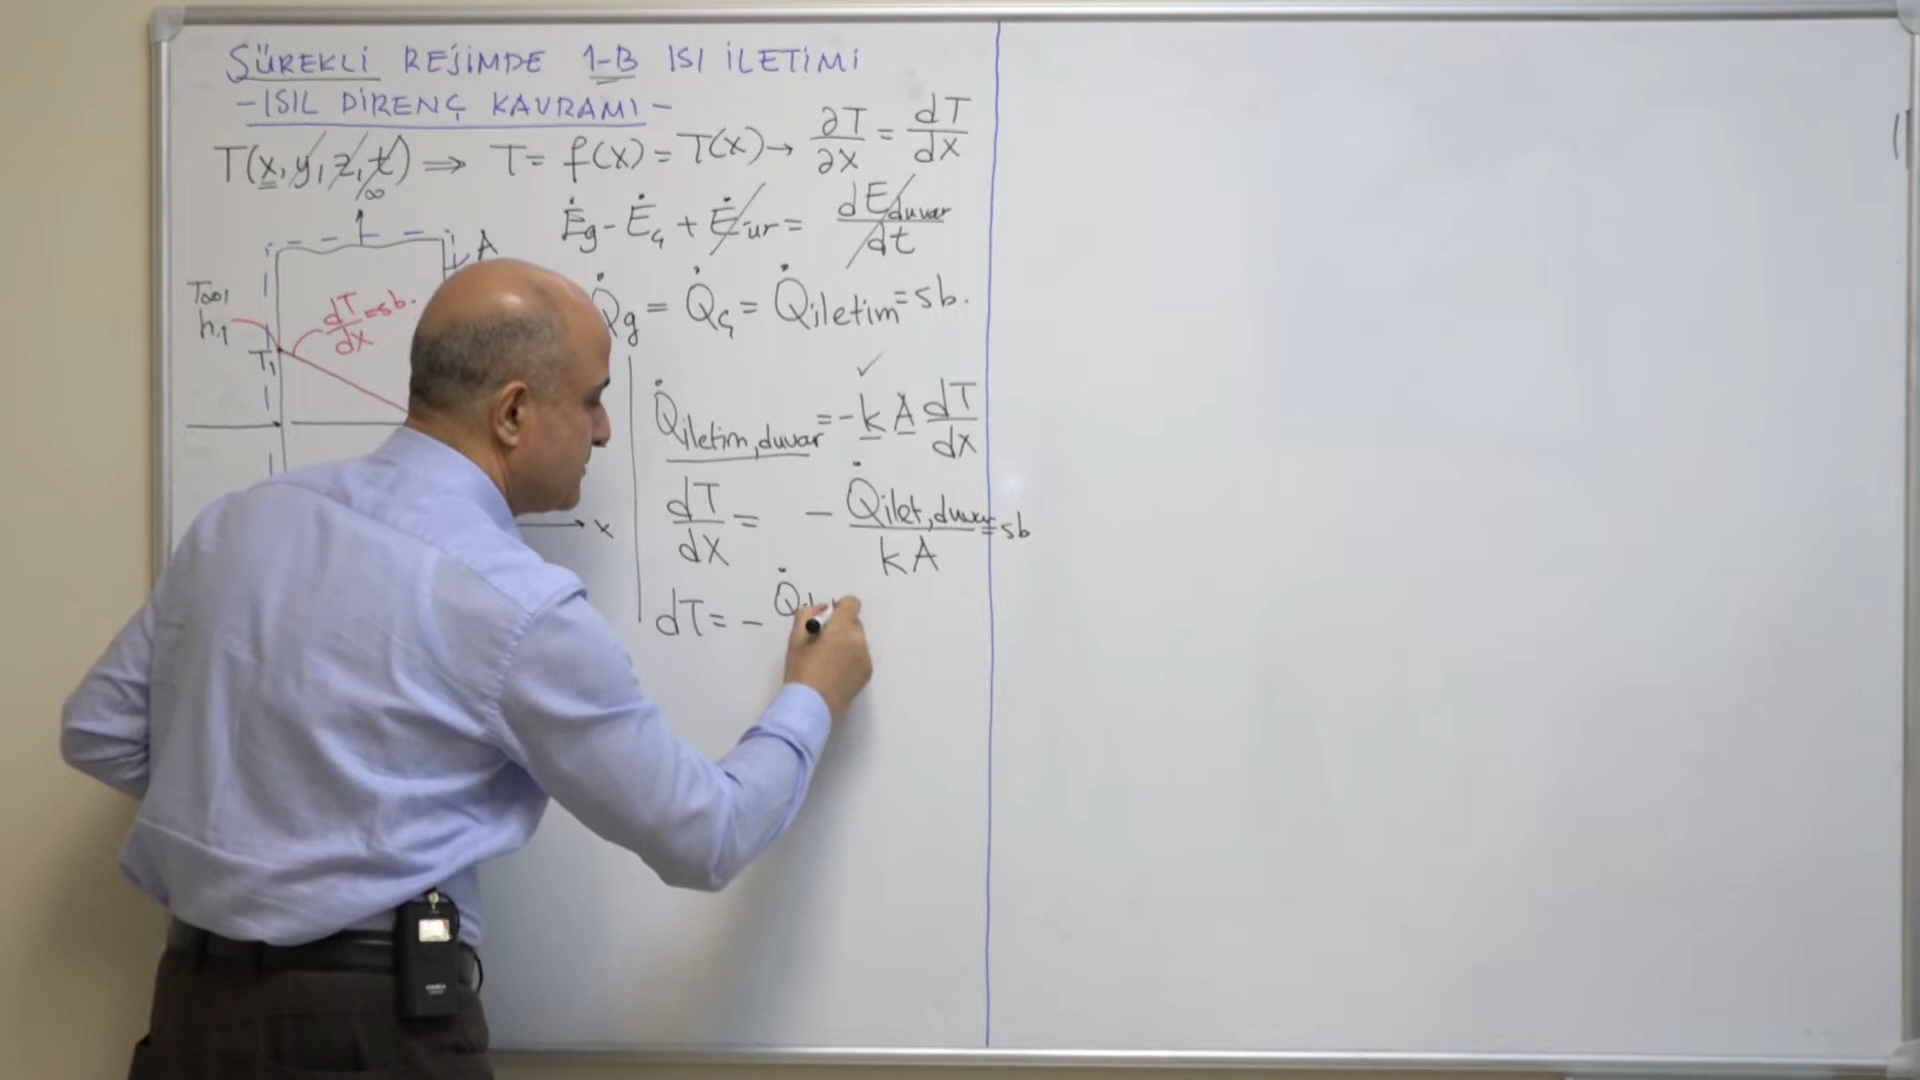 SÜREKLİ REJİMDE 1-B ISI İLETİMİ
-ISIL DİRENÇ KAVRAMI-
T(x, y, z, t) ⇒ T = f(x) = T(x) → ∂T/∂x = dT/dx
∞
Ėg - Ėç + Ėür = dEduvar/dt
A
T∞1
h1
dT/dx = sb.
T1
Q̇g = Q̇ç = Q̇iletim = sb.
Q̇iletim,duvar = -kA dT/dx
x
dT/dx = - Q̇ilet,duvar/kA = sb
dT = - Q̇